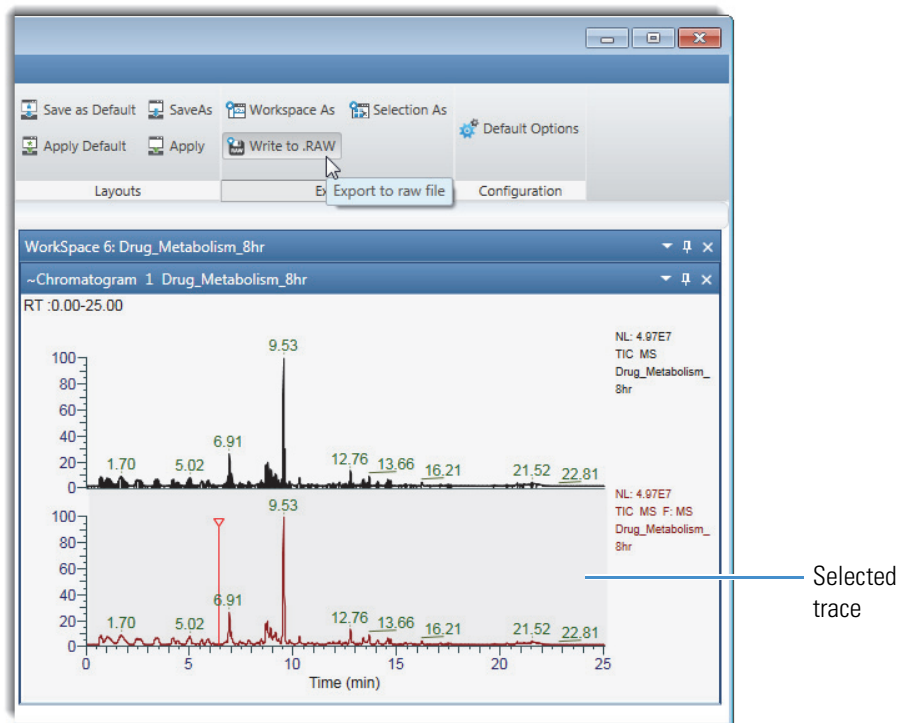 Save as Default SaveAs Workspace As Selection As
Default Options
Apply Default Apply Write to .RAW
Layouts Ex Export to raw file Configuration
WorkSpace 6: Drug_Metabolism_8hr
~Chromatogram 1 Drug_Metabolism_8hr
RT :0.00-25.00
NL: 4.97E7
TIC MS
Drug_Metabolism_
8hr
100
80
60
40
20
0
1.70 5.02 6.91 9.53 12.76 13.66 16.21 21.52 22.81
NL: 4.97E7
TIC MS F: MS
Drug_Metabolism_
8hr
100
80
60
40
20
0
1.70 5.02 6.91 9.53 12.76 13.66 16.21 21.52 22.81
0 5 10 15 20 25
Time (min)
Selected
trace